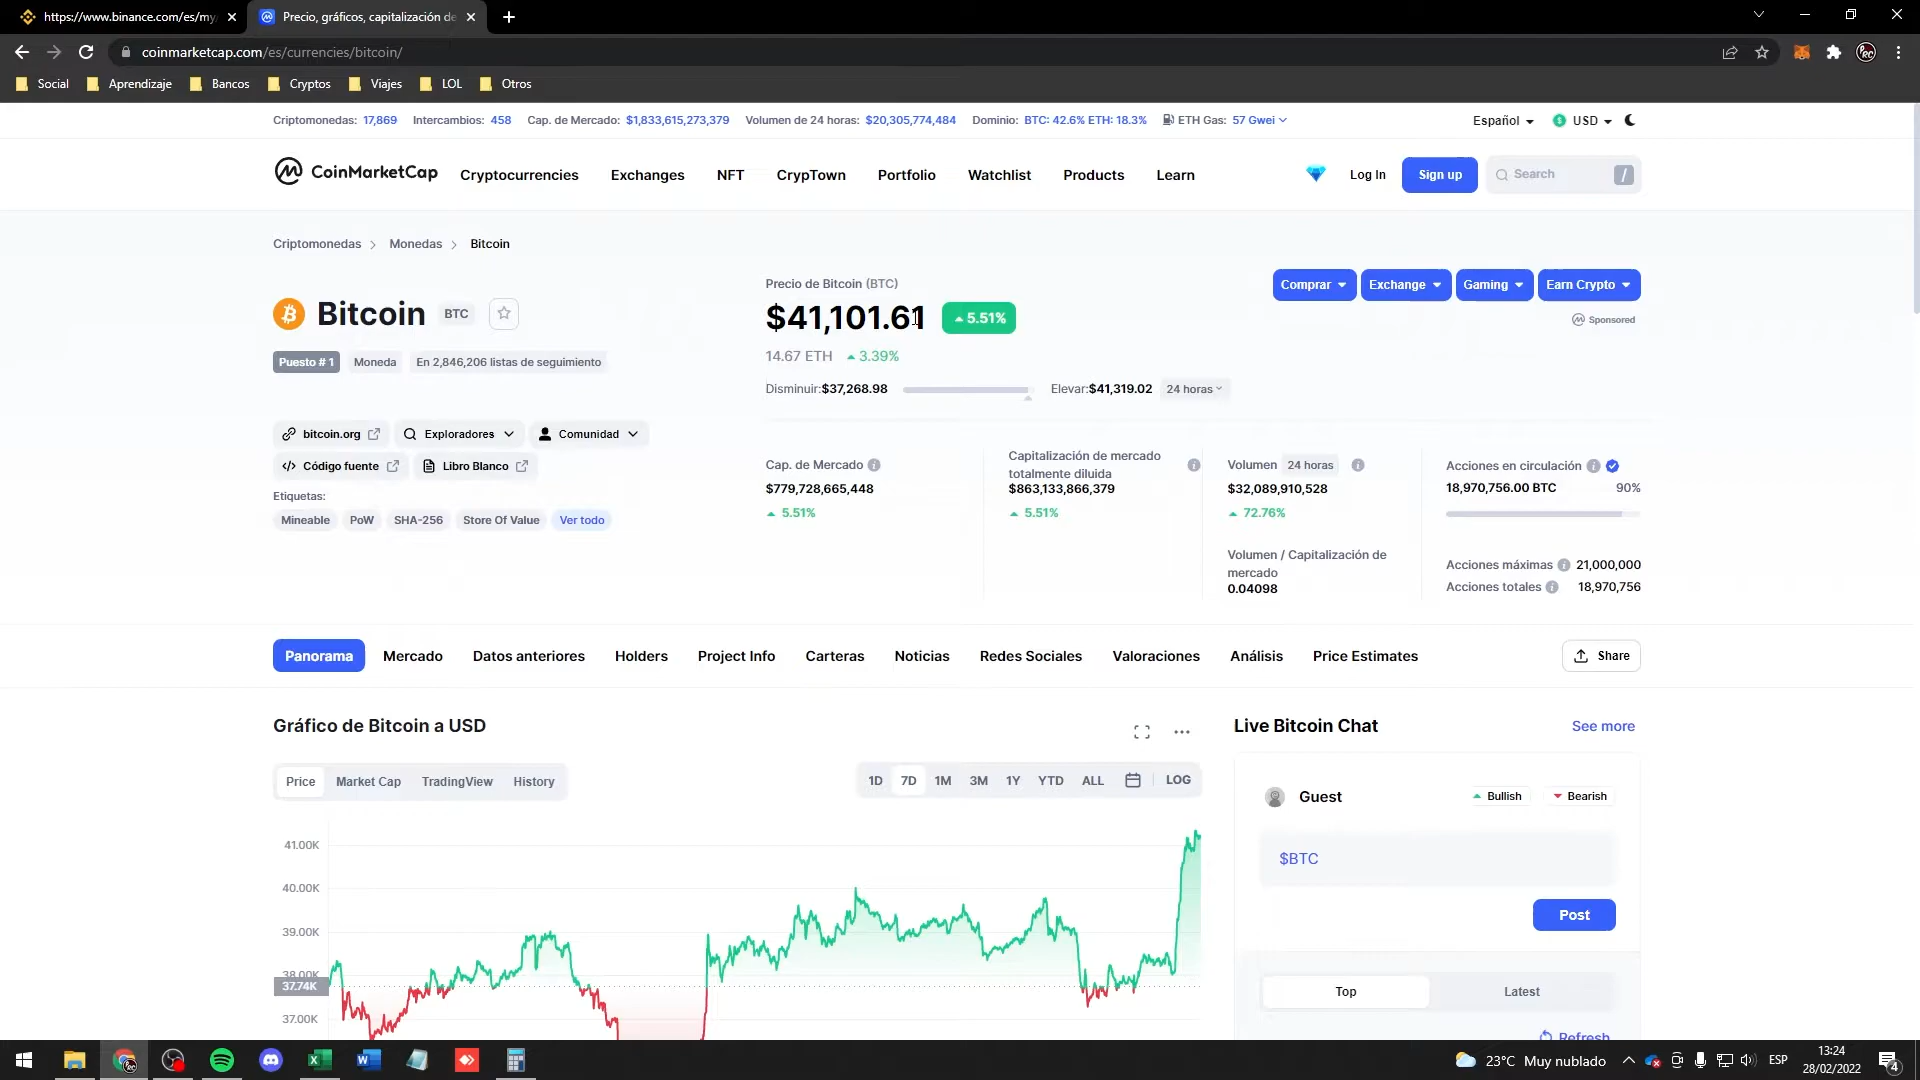 https://www.binance.com/es/my
Precio, gráficos, capitalización de
coinmarketcap.com/es/currencies/bitcoin/
Social
Aprendizaje
Bancos
Cryptos
Viajes
LOL
Otros
Criptomonedas: 17,869 Intercambios: 458 Cap. de Mercado: $1,833,615,273,379 Volumen de 24 horas: $20,305,774,484 Dominio: BTC: 42.6% ETH: 18.3% ETH Gas: 57 Gwei
Español
USD
CoinMarketCap
Cryptocurrencies Exchanges NFT CrypTown Portfolio Watchlist Products Learn
Log In
Sign up
Search /
Criptomonedas > Monedas > Bitcoin
Bitcoin BTC
Puesto # 1 Moneda En 2,846,206 listas de seguimiento
bitcoin.org Exploradores Comunidad
Código fuente Libro Blanco
Etiquetas:
Mineable PoW SHA-256 Store Of Value Ver todo
Precio de Bitcoin (BTC)
$41,101.61 5.51%
14.67 ETH 3.39%
Disminuir:$37,268.98 Elevar:$41,319.02 24 horas
Comprar Exchange Gaming Earn Crypto
Sponsored
Cap. de Mercado
$779,728,665,448
5.51%
Capitalización de mercado
totalmente diluida
$863,133,866,379
5.51%
Volumen 24 horas
$32,089,910,528
72.76%
Volumen / Capitalización de
mercado
0.04098
Acciones en circulación
18,970,756.00 BTC 90%
Acciones máximas 21,000,000
Acciones totales 18,970,756
Panorama Mercado Datos anteriores Holders Project Info Carteras Noticias Redes Sociales Valoraciones Análisis Price Estimates
Share
Gráfico de Bitcoin a USD
Price Market Cap TradingView History
1D 7D 1M 3M 1Y YTD ALL LOG
41.00K
40.00K
39.00K
38.00K
37.74K
37.00K
Live Bitcoin Chat See more
Guest Bullish Bearish
$BTC
Post
Top Latest
Refresh
23°C Muy nublado
ESP
13:24
28/02/2022
4